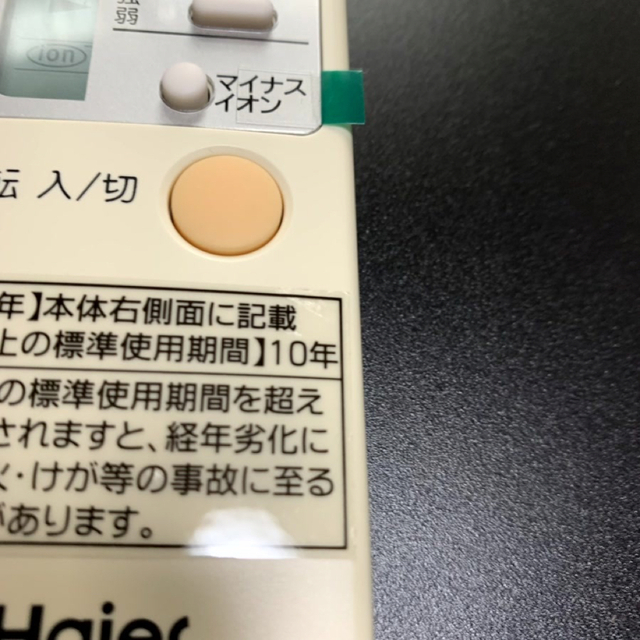 強
弱
ion
マイナス
イオン
転 入/切
年】本体右側面に記載
上の標準使用期間】10年
の標準使用期間を超え
されますと、経年劣化に
火・けが等の事故に至る
があります。
Haier